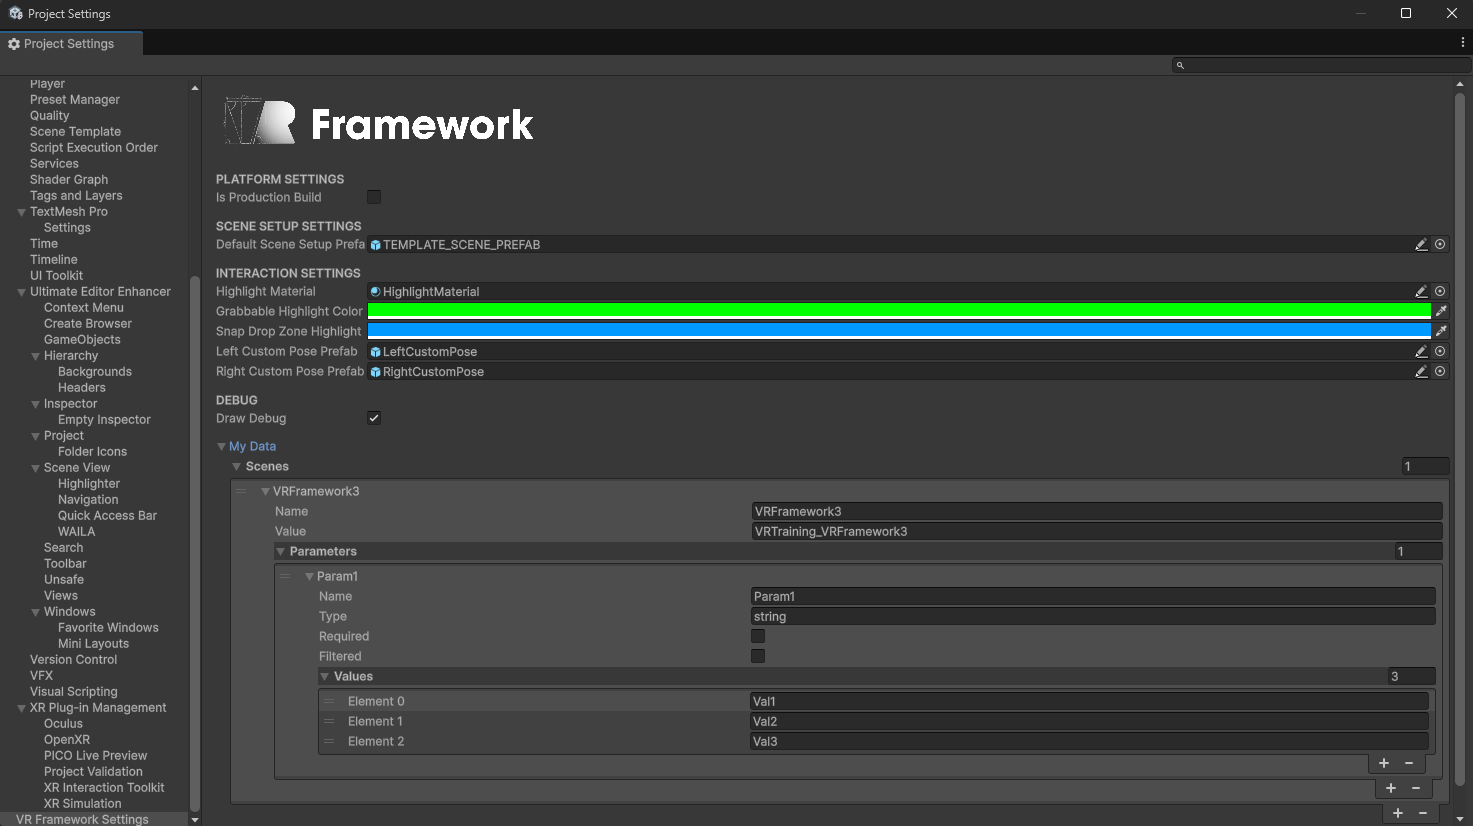 Project Settings
Project Settings
Player
Preset Manager
Quality
Scene Template
Script Execution Order
Services
Shader Graph
Tags and Layers
TextMesh Pro
Settings
Time
Timeline
UI Toolkit
Ultimate Editor Enhancer
Context Menu
Create Browser
GameObjects
Hierarchy
Backgrounds
Headers
Inspector
Empty Inspector
Project
Folder Icons
Scene View
Highlighter
Navigation
Quick Access Bar
WAILA
Search
Toolbar
Unsafe
Views
Windows
Favorite Windows
Mini Layouts
Version Control
VFX
Visual Scripting
XR Plug-in Management
Oculus
OpenXR
PICO Live Preview
Project Validation
XR Interaction Toolkit
XR Simulation
VR Framework Settings
VR Framework
PLATFORM SETTINGS
Is Production Build
SCENE SETUP SETTINGS
Default Scene Setup Prefa TEMPLATE_SCENE_PREFAB
INTERACTION SETTINGS
Highlight Material HighlightMaterial
Grabbable Highlight Color
Snap Drop Zone Highlight
Left Custom Pose Prefab LeftCustomPose
Right Custom Pose Prefab RightCustomPose
DEBUG
Draw Debug
My Data
Scenes 1
VRFramework3
Name VRFramework3
Value VRTraining_VRFramework3
Parameters 1
Param1
Name Param1
Type string
Required
Filtered
Values 3
Element 0 Val1
Element 1 Val2
Element 2 Val3